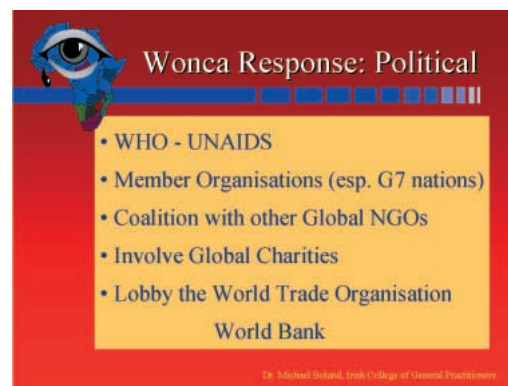 Wonca Response: Political
• WHO - UNAIDS
• Member Organisations (esp. G7 nations)
• Coalition with other Global NGOs
• Involve Global Charities
• Lobby the World Trade Organisation
World Bank
Dr. Michael Boland, Irish College of General Practitioners